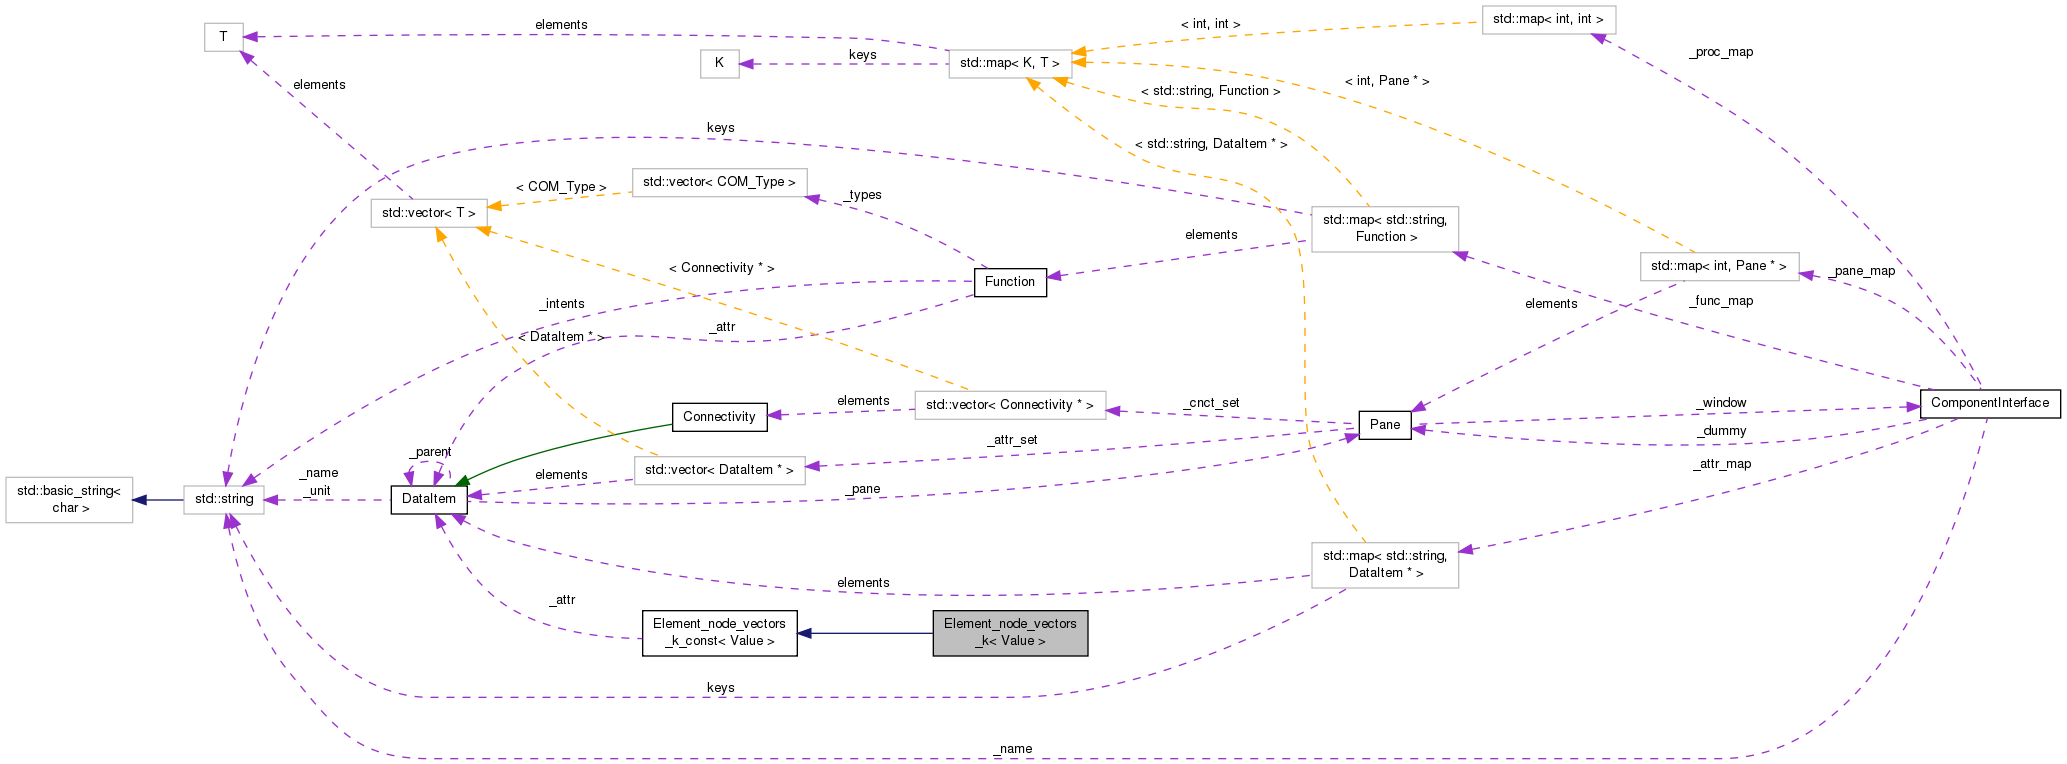 std::map< int, int >
< int, int >
elements
T
_proc_map
keys
K
std::map< K, T >
elements
< int, Pane * >
< std::string, Function >
keys
< std::string, DataItem * >
std::vector< COM_Type >
< COM_Type >
_types
std::vector< T >
std::map< std::string,
Function >
elements
std::map< int, Pane * >
< Connectivity * >
_pane_map
Function
_intents
elements
_func_map
_attr
< DataItem * >
std::vector< Connectivity * >
elements
_cnct_set
_window
ComponentInterface
Connectivity
Pane
_dummy
_attr_set
_parent
std::vector< DataItem * >
_attr_map
elements
_name
_unit
_pane
std::basic_string<
char >
std::string
DataItem
std::map< std::string,
DataItem * >
elements
_attr
Element_node_vectors
_k_const< Value >
Element_node_vectors
_k< Value >
keys
_name